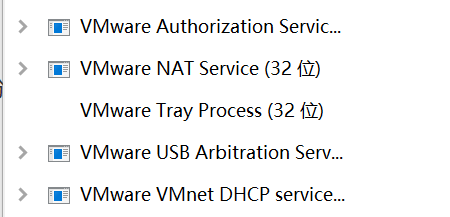 VMware Authorization Servic...
VMware NAT Service (32 位)
VMware Tray Process (32 位)
VMware USB Arbitration Serv...
VMware VMnet DHCP service...